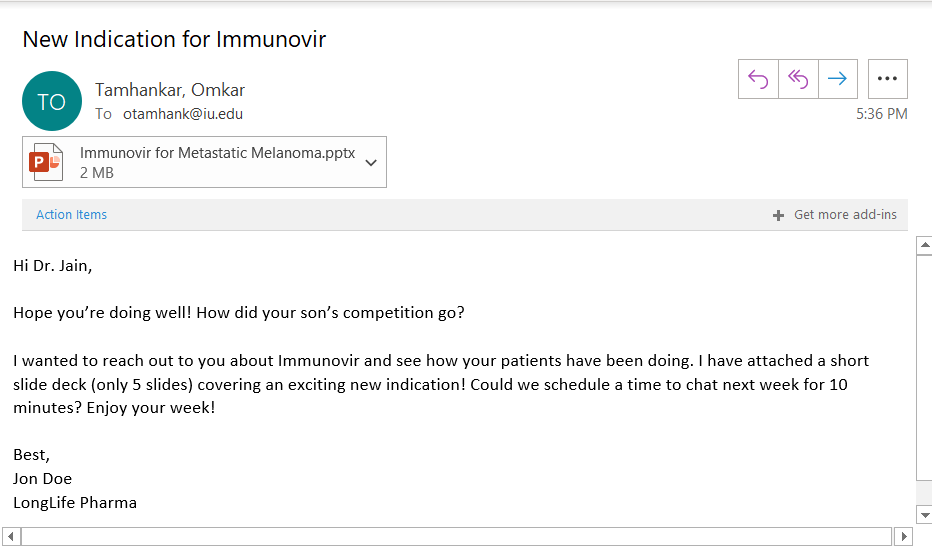 New Indication for Immunovir
TO
Tamhankar, Omkar
To otamhank@iu.edu
5:36 PM
P
Immunovir for Metastatic Melanoma.pptx
2 MB
Action Items
Get more add-ins
Hi Dr. Jain,
Hope you’re doing well! How did your son’s competition go?
I wanted to reach out to you about Immunovir and see how your patients have been doing. I have attached a short
slide deck (only 5 slides) covering an exciting new indication! Could we schedule a time to chat next week for 10
minutes? Enjoy your week!
Best,
Jon Doe
LongLife Pharma